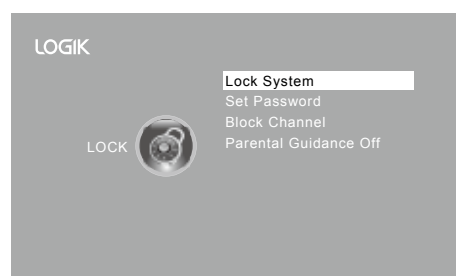 LOGIK
Lock System
Set Password
Block Channel
LOCK
Parental Guidance Off